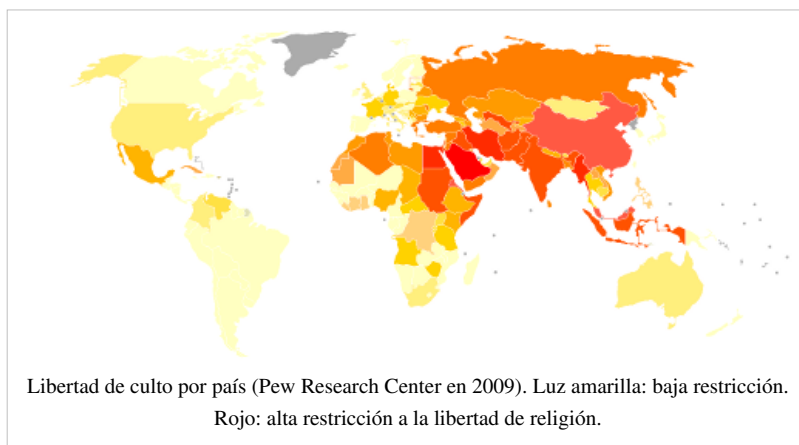 Libertad de culto por país (Pew Research Center en 2009). Luz amarilla: baja restricción.
Rojo: alta restricción a la libertad de religión.